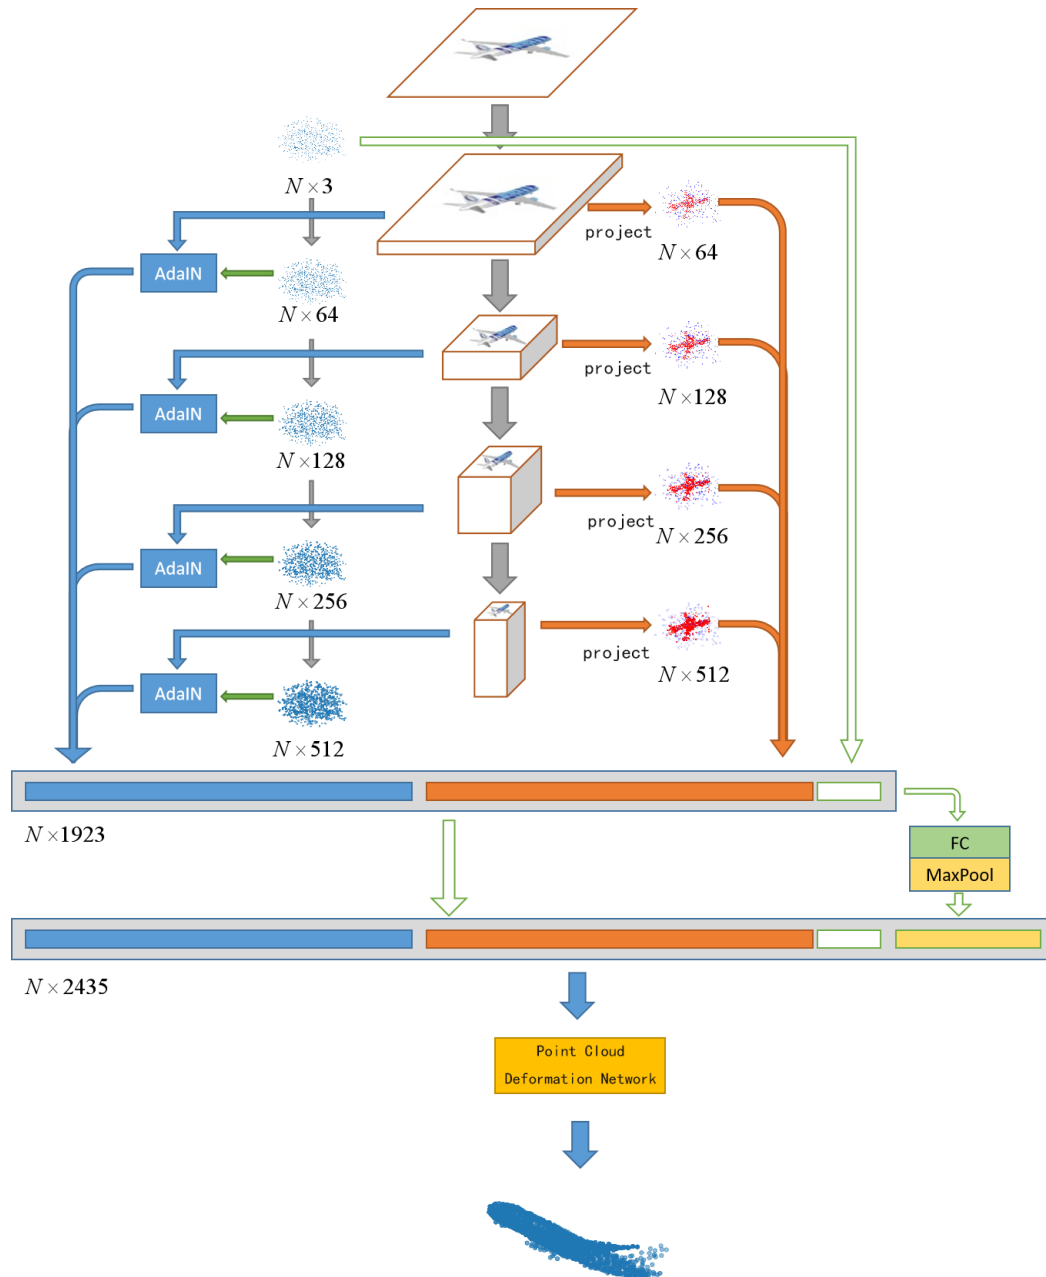 N × 3
project
N × 64
AdaIN
N × 64
project
N × 128
AdaIN
N × 128
project
N × 256
AdaIN
N × 256
project
N × 512
AdaIN
N × 512
N × 1923
FC
MaxPool
N × 2435
Point Cloud
Deformation Network